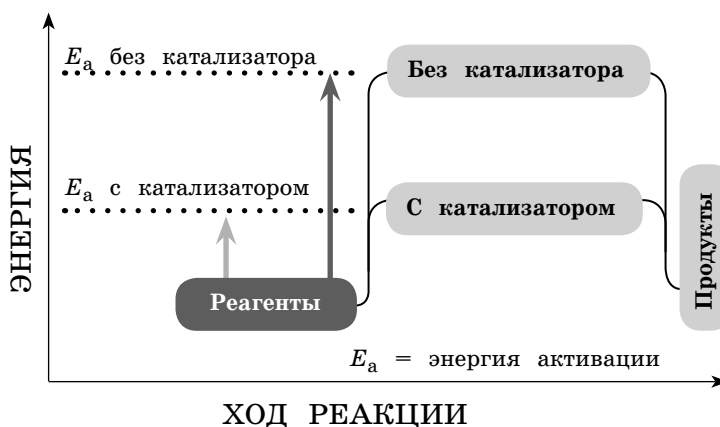 Eа без катализатора
Без катализатора
Eа с катализатором
С катализатором
Реагенты
Продукты
Eа = энергия активации
ЭНЕРГИЯ
ХОД РЕАКЦИИ